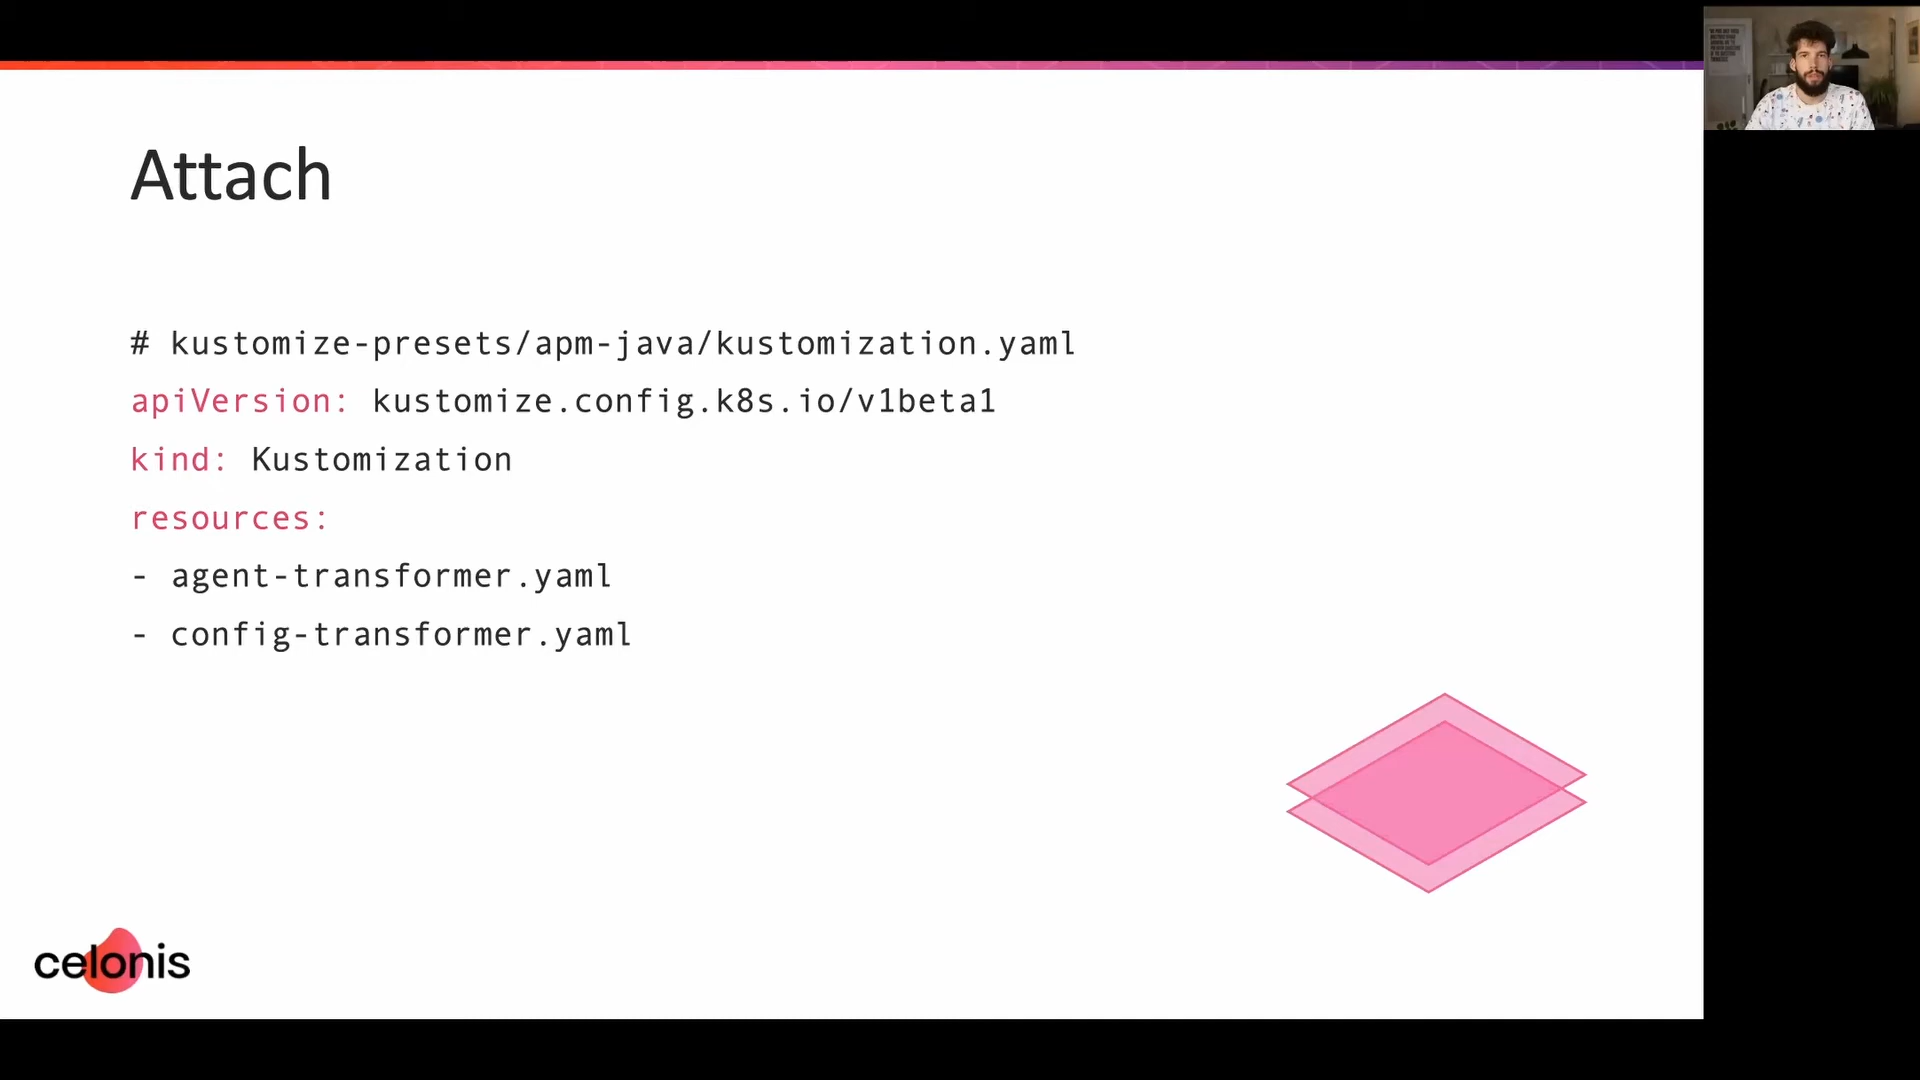 Attach
# kustomize-presets/apm-java/kustomization.yaml
apiVersion: kustomize.config.k8s.io/v1beta1
kind: Kustomization
resources:
- agent-transformer.yaml
- config-transformer.yaml
celonis